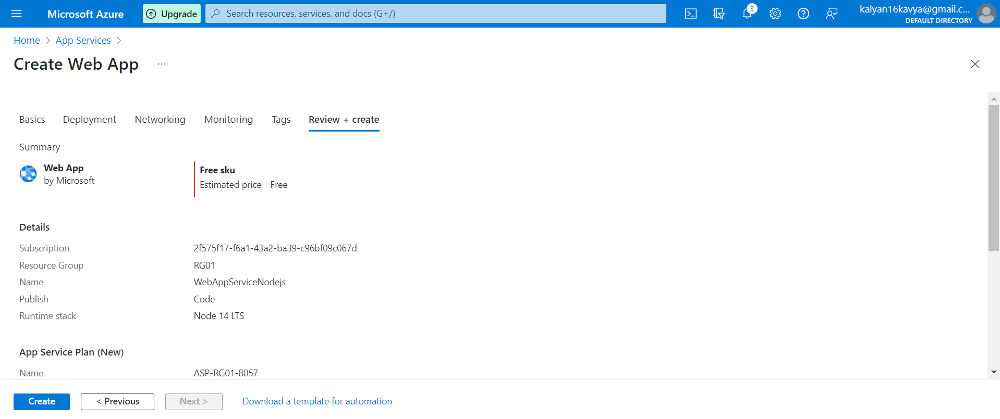 Microsoft Azure
Upgrade
Search resources, services, and docs (G+/)
3
kalyan16kavya@gmail.c...
DEFAULT DIRECTORY
Home > App Services >
Create Web App ...
Basics Deployment Networking Monitoring Tags Review + create
Summary
Web App
by Microsoft
Free sku
Estimated price - Free
Details
Subscription 2f575f17-f6a1-43a2-ba39-c96bf09c067d
Resource Group RG01
Name WebAppServiceNodejs
Publish Code
Runtime stack Node 14 LTS
App Service Plan (New)
Name ASP-RG01-8057
Create < Previous Next > Download a template for automation